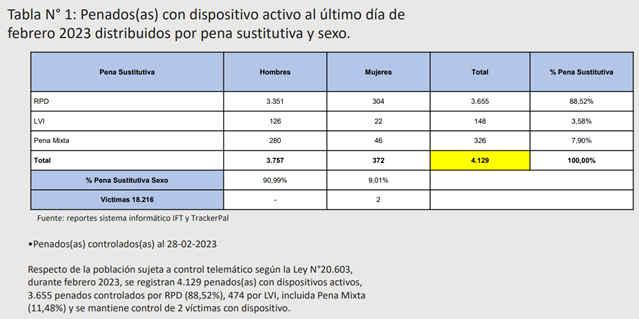 Tabla N° 1: Penados(as) con dispositivo activo al último día de
febrero 2023 distribuidos por pena sustitutiva y sexo.
Pena Sustitutiva Hombres Mujeres Total % Pena Sustitutiva
RPD 3.351 304 3.655 88,52%
LVI 126 22 148 3,58%
Pena Mixta 280 46 326 7,90%
Total 3.757 372 4.129 100,00%
% Pena Sustitutiva Sexo 90,99% 9,01%
Víctimas 18.216 - 2
Fuente: reportes sistema informático IFT y TrackerPal
•Penados(as) controlados(as) al 28-02-2023
Respecto de la población sujeta a control telemático según la Ley N°20.603,
durante febrero 2023, se registran 4.129 penados(as) con dispositivos activos,
3.655 penados controlados por RPD (88,52%), 474 por LVI, incluida Pena Mixta
(11,48%) y se mantiene control de 2 víctimas con dispositivo.